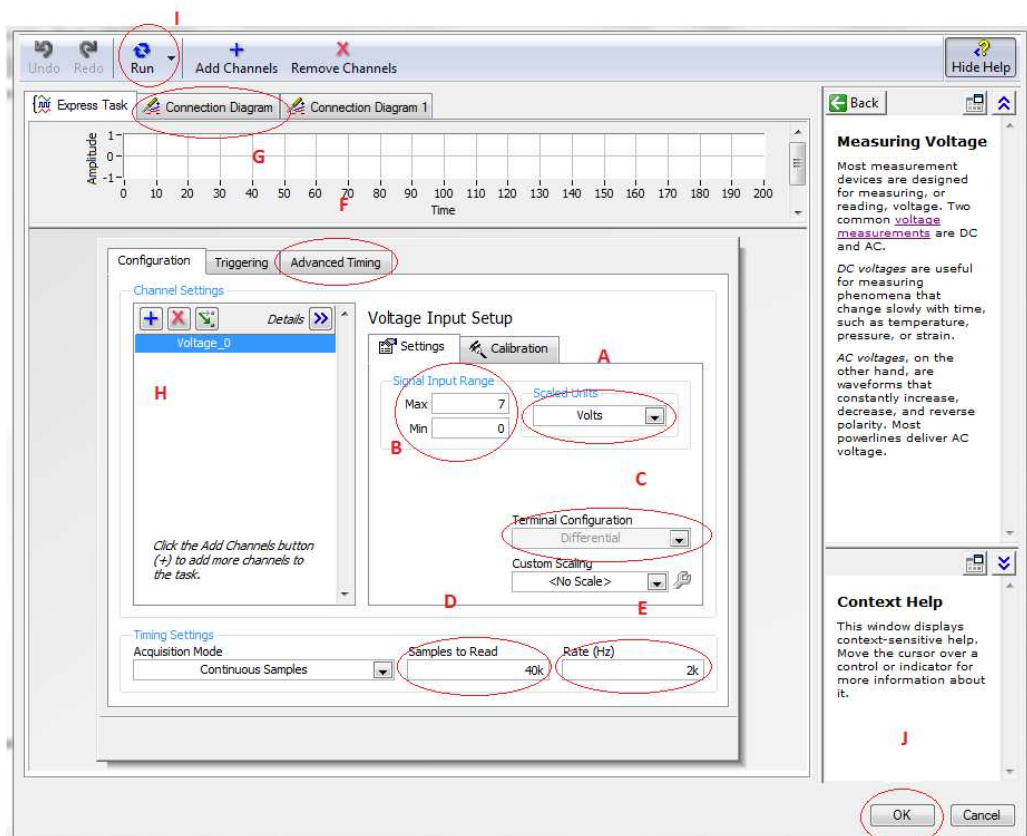 I
Undo Redo Run Add Channels Remove Channels Hide Help
Express Task Connection Diagram Connection Diagram 1
Amplitude
1
0
-1
G
0 10 20 30 40 50 60 70 80 90 100 110 120 130 140 150 160 170 180 190 200
F
Time
Configuration Triggering Advanced Timing
Channel Settings
Details
Voltage_0
H
Click the Add Channels button
(+) to add more channels to
the task.
Voltage Input Setup
Settings Calibration
A
Signal Input Range
Max 7
Min 0
B
Scaled Units
Volts
C
Terminal Configuration
Differential
Custom Scaling
<No Scale>
D
E
Timing Settings
Acquisition Mode Samples to Read Rate (Hz)
Continuous Samples 40k 2k
Back
Measuring Voltage
Most measurement
devices are designed
for measuring, or
reading, voltage. Two
common voltage
measurements are DC
and AC.
DC voltages are useful
for measuring
phenomena that
change slowly with time,
such as temperature,
pressure, or strain.
AC voltages, on the
other hand, are
waveforms that
constantly increase,
decrease, and reverse
polarity. Most
powerlines deliver AC
voltage.
Context Help
This window displays
context-sensitive help.
Move the cursor over a
control or indicator for
more information about
it.
J
OK Cancel